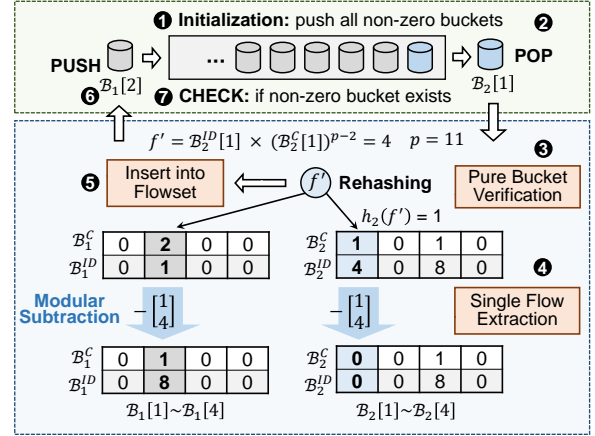 ❶ Initialization: push all non-zero buckets ❷
...
PUSH
POP
ℬ₁[2]
ℬ₂[1]
❻ ❼ CHECK: if non-zero bucket exists
f′ = ℬ₂^{ID}[1] × (ℬ₂^{C}[1])^{p−2} = 4 p = 11
❸
❺ Insert into
Flowset
f′ Rehashing
Pure Bucket
Verification
h₂(f′) = 1
ℬ₁^{C} 0 2 0 0
ℬ₁^{ID} 0 1 0 0
ℬ₂^{C} 1 0 1 0
ℬ₂^{ID} 4 0 8 0
❹
Modular
Subtraction
−[1
4]
−[1
4]
Single Flow
Extraction
ℬ₁^{C} 0 1 0 0
ℬ₁^{ID} 0 8 0 0
ℬ₂^{C} 0 0 1 0
ℬ₂^{ID} 0 0 8 0
ℬ₁[1]~ℬ₁[4]
ℬ₂[1]~ℬ₂[4]